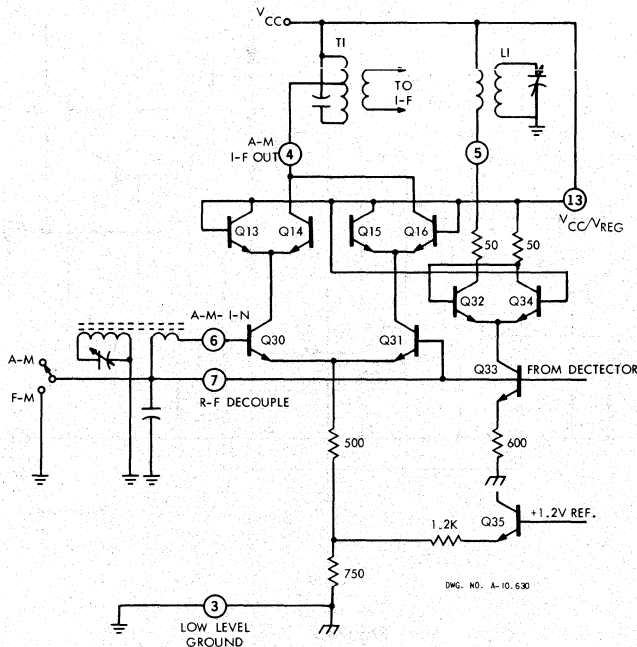 V
CC
T1
L1
TO
I-F
A-M
I-F OUT
4
5
13
V
CC/VREG
Q13
Q14
Q15
Q16
50
50
Q32
Q34
A-M- I-N
6
Q30
Q31
A-M
F-M
7
R-F DECOUPLE
Q33
FROM DECTECTOR
500
600
Q35
+1.2V REF.
1.2K
750
DWG. NO. A-10,630
3
LOW LEVEL
GROUND